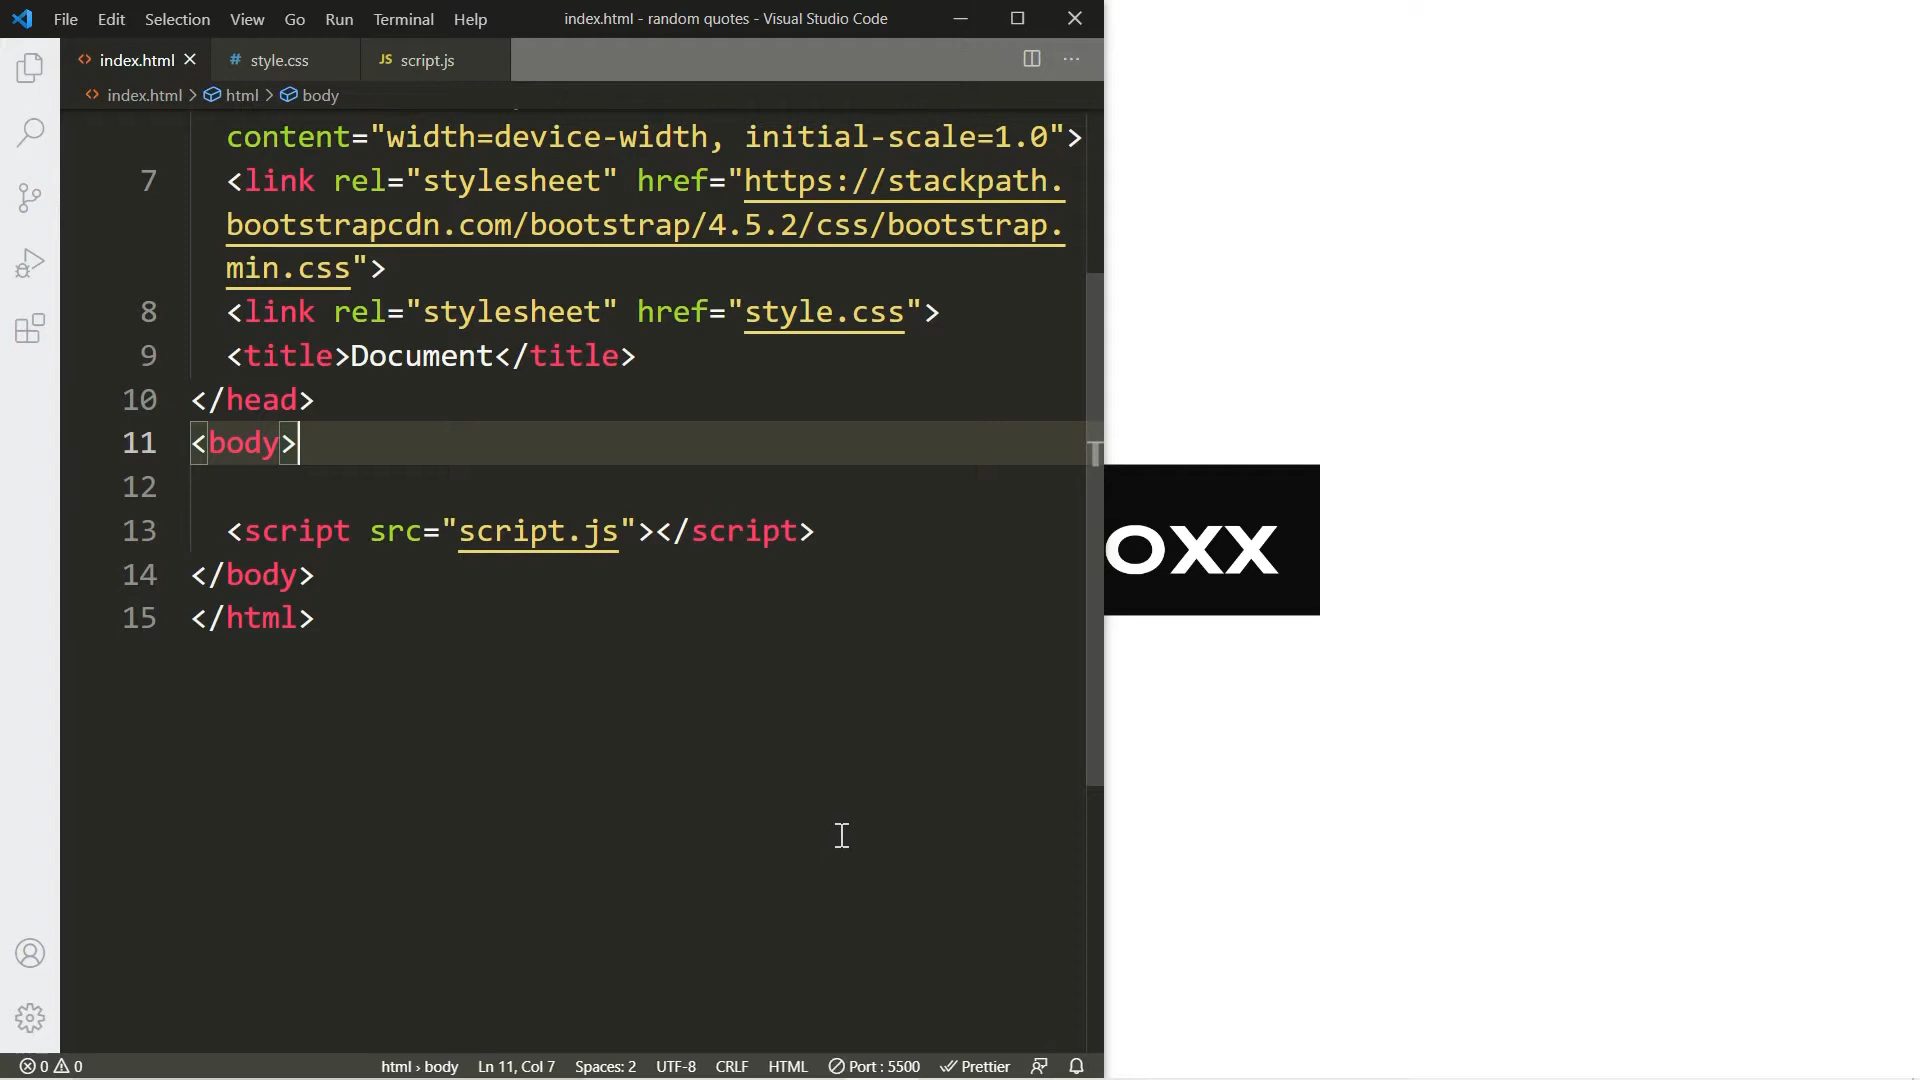 File Edit Selection View Go Run Terminal Help index.html - random quotes - Visual Studio Code
index.html # style.css JS script.js
index.html > html > body
content="width=device-width, initial-scale=1.0">
7 <link rel="stylesheet" href="https://stackpath.
bootstrapcdn.com/bootstrap/4.5.2/css/bootstrap.
min.css">
8 <link rel="stylesheet" href="style.css">
9 <title>Document</title>
10 </head>
11 <body>
12
13 <script src="script.js"></script>
14 </body>
15 </html>
OXX
0 0 html › body Ln 11, Col 7 Spaces: 2 UTF-8 CRLF HTML Port : 5500 Prettier